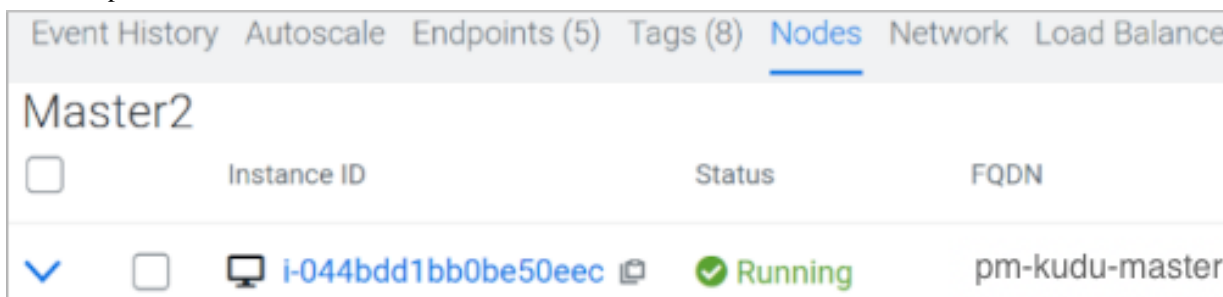 Event History Autoscale Endpoints (5) Tags (8) Nodes Network Load Balance
Master2
Instance ID Status FQDN
i-044bdd1bb0be50eec Running pm-kudu-master